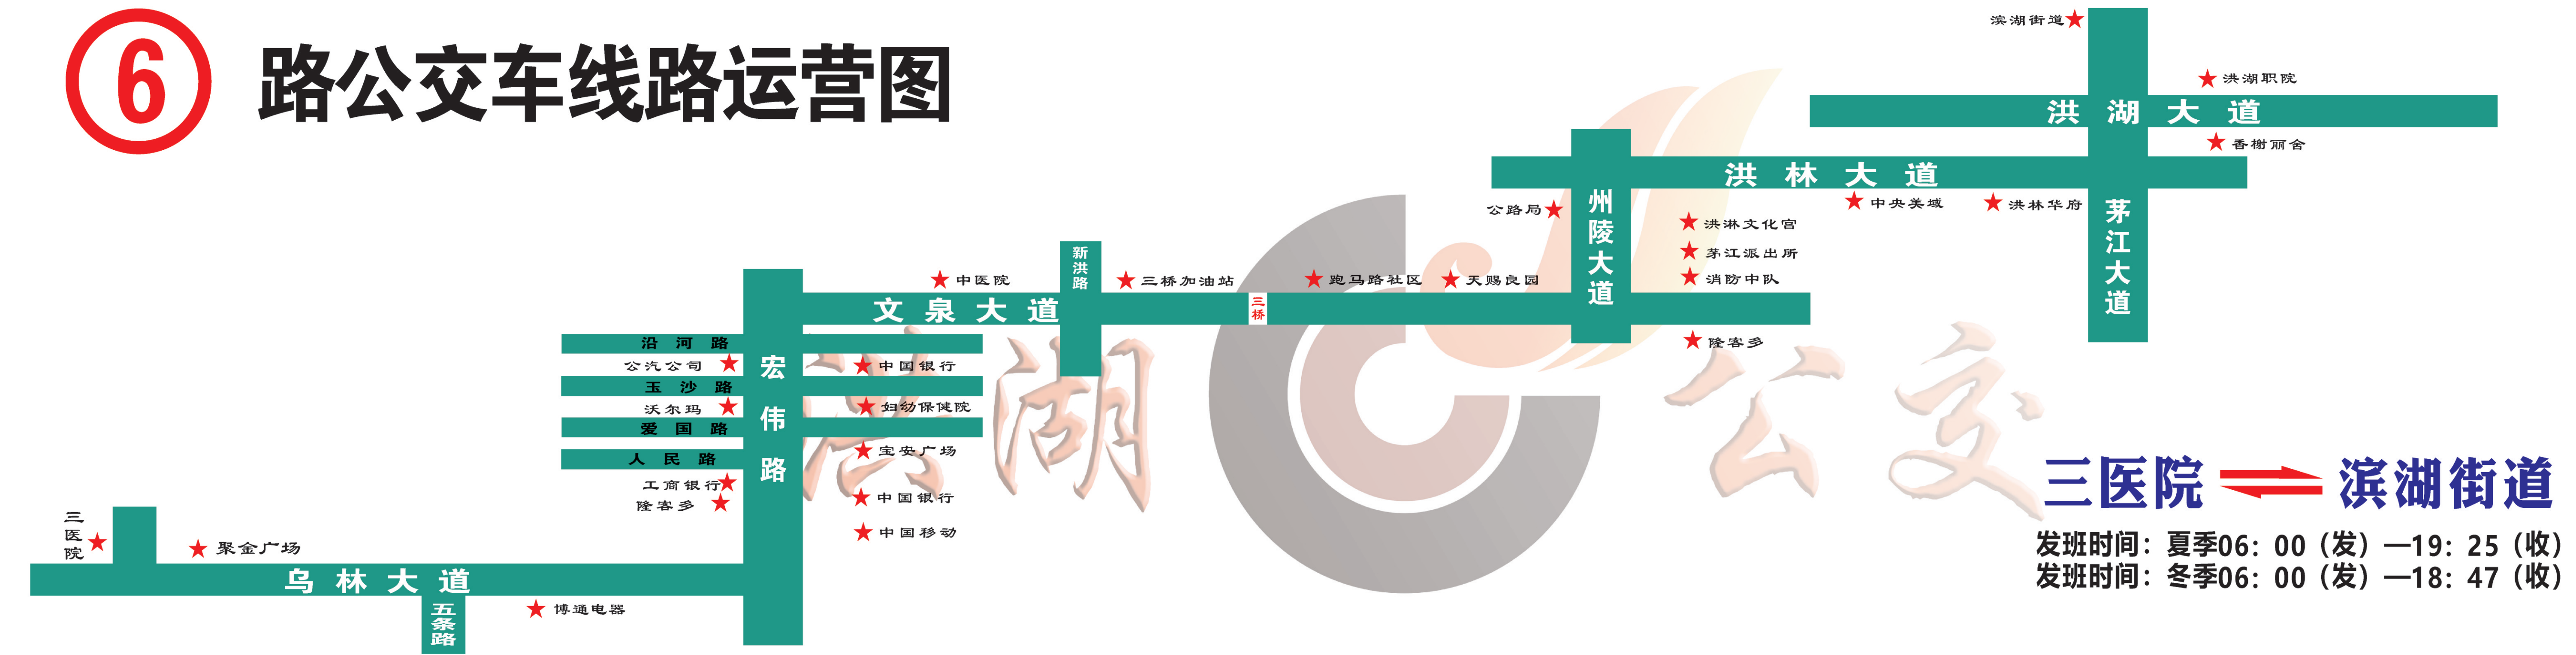 6 路公交车线路运营图
滨湖街道
洪湖职院
洪湖大道
香榭丽舍
洪林大道
公路局
州陵大道
中央美域
洪林华府
茅江大道
洪淋文化宫
茅江派出所
消防中队
隆客多
新洪路
中医院
三桥加油站
跑马路社区
天赐良园
文泉大道
三桥
沿河路
公汽公司
中国银行
玉沙路
沃尔玛
妇幼保健院
爱国路
宝安广场
人民路
工商银行
隆客多
中国银行
中国移动
宏伟路
三医院
聚金广场
乌林大道
五条路
博通电器
洪湖 公交
三医院 滨湖街道
发班时间：夏季06：00（发）—19：25（收）
发班时间：冬季06：00（发）—18：47（收）